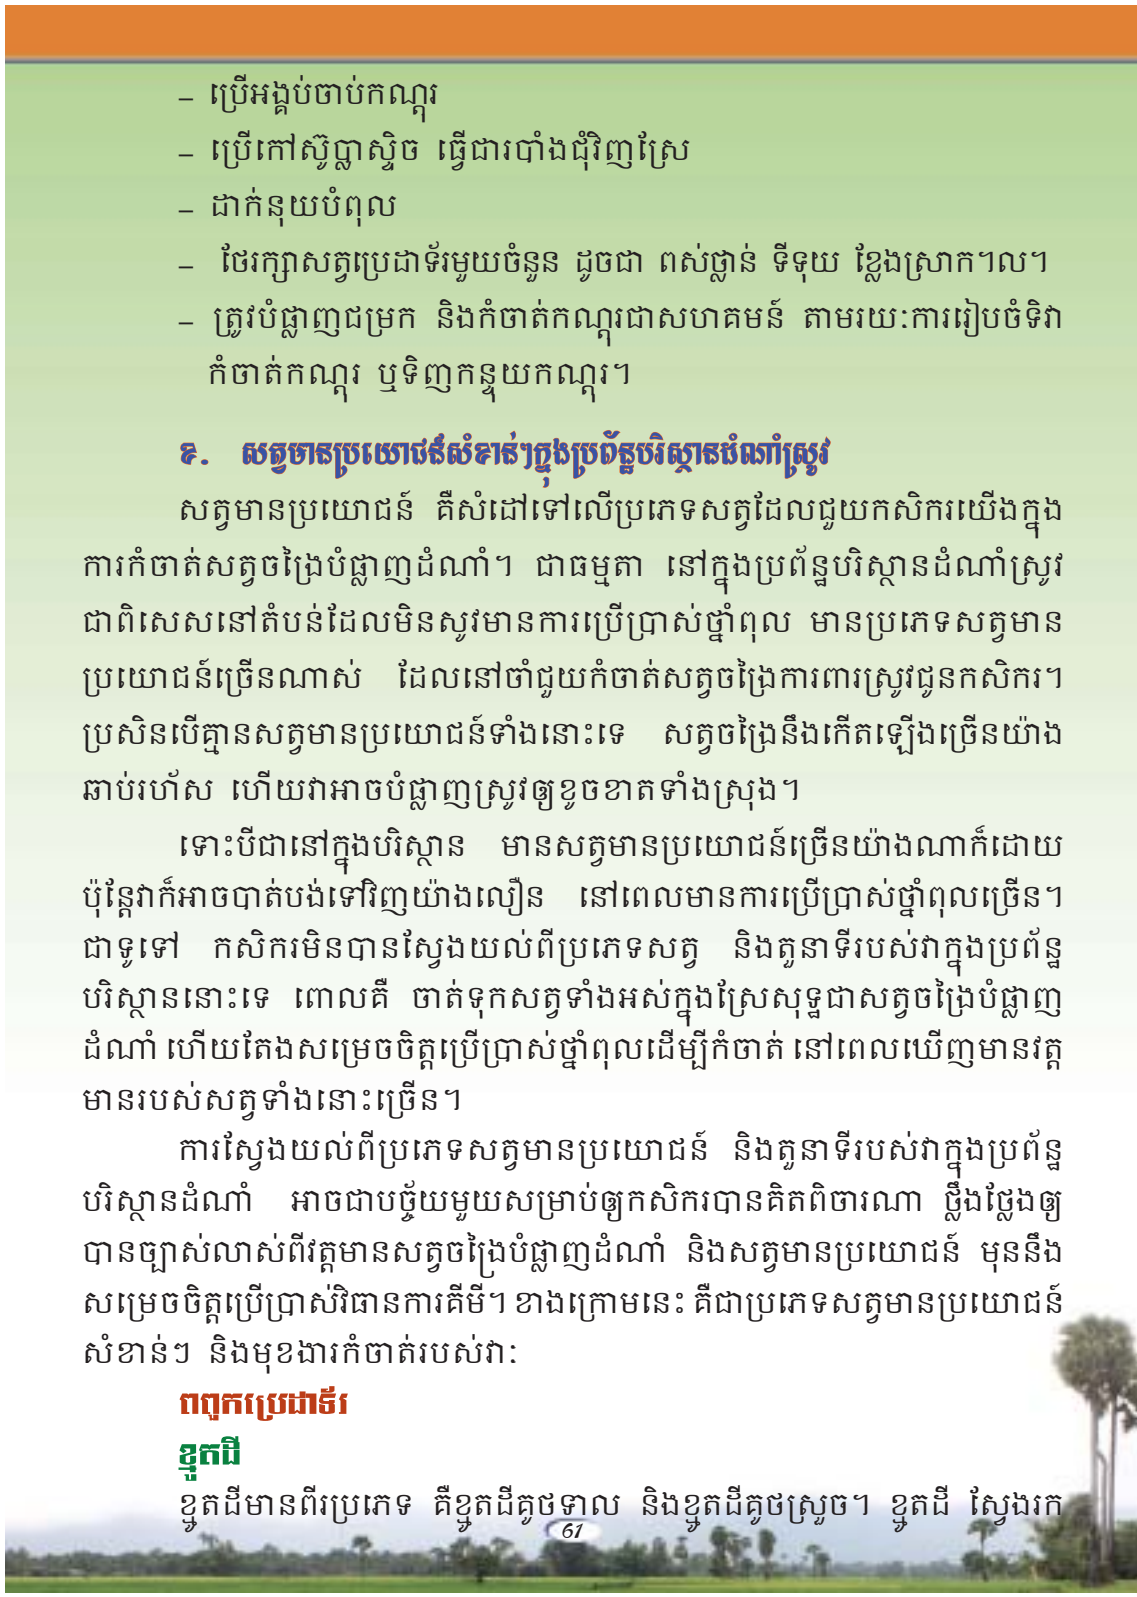 – ប្រើអង្គប់ចាប់កណ្ដុរ
– ប្រើកៅស៊ូប្លាស្ទិច ធ្វើជារបាំងជុំវិញស្រែ
– ដាក់នុយបំពុល
– ថែរក្សាសត្វប្រេដាទ័រមួយចំនួន ដូចជា ពស់ថ្លាន់ ទីទុយ ខ្លែងស្រាក។ល។
– ត្រូវបំផ្លាញជម្រក និងកំចាត់កណ្ដុរជាសហគមន៍ តាមរយៈការរៀបចំទិវា
កំចាត់កណ្ដុរ ឬទិញកន្ទុយកណ្ដុរ។
ខ. សត្វមានប្រយោជន៍សំខាន់ៗក្នុងប្រព័ន្ធបរិស្ថានដំណាំស្រូវ
សត្វមានប្រយោជន៍ គឺសំដៅទៅលើប្រភេទសត្វដែលជួយកសិករយើងក្នុង
ការកំចាត់សត្វចង្រៃបំផ្លាញដំណាំ។ ជាធម្មតា នៅក្នុងប្រព័ន្ធបរិស្ថានដំណាំស្រូវ
ជាពិសេសនៅតំបន់ដែលមិនសូវមានការប្រើប្រាស់ថ្នាំពុល មានប្រភេទសត្វមាន
ប្រយោជន៍ច្រើនណាស់ ដែលនៅចាំជួយកំចាត់សត្វចង្រៃការពារស្រូវជូនកសិករ។
ប្រសិនបើគ្មានសត្វមានប្រយោជន៍ទាំងនោះទេ សត្វចង្រៃនឹងកើតឡើងច្រើនយ៉ាង
ឆាប់រហ័ស ហើយវាអាចបំផ្លាញស្រូវឲ្យខូចខាតទាំងស្រុង។
ទោះបីជានៅក្នុងបរិស្ថាន មានសត្វមានប្រយោជន៍ច្រើនយ៉ាងណាក៏ដោយ
ប៉ុន្តែវាក៏អាចបាត់បង់ទៅវិញយ៉ាងលឿន នៅពេលមានការប្រើប្រាស់ថ្នាំពុលច្រើន។
ជាទូទៅ កសិករមិនបានស្វែងយល់ពីប្រភេទសត្វ និងតួនាទីរបស់វាក្នុងប្រព័ន្ធ
បរិស្ថាននោះទេ ពោលគឺ ចាត់ទុកសត្វទាំងអស់ក្នុងស្រែសុទ្ធជាសត្វចង្រៃបំផ្លាញ
ដំណាំ ហើយតែងសម្រេចចិត្តប្រើប្រាស់ថ្នាំពុលដើម្បីកំចាត់ នៅពេលឃើញមានវត្ត
មានរបស់សត្វទាំងនោះច្រើន។
ការស្វែងយល់ពីប្រភេទសត្វមានប្រយោជន៍ និងតួនាទីរបស់វាក្នុងប្រព័ន្ធ
បរិស្ថានដំណាំ អាចជាបច្ច័យមួយសម្រាប់ឲ្យកសិករបានគិតពិចារណា ថ្លឹងថ្លែងឲ្យ
បានច្បាស់លាស់ពីវត្តមានសត្វចង្រៃបំផ្លាញដំណាំ និងសត្វមានប្រយោជន៍ មុននឹង
សម្រេចចិត្តប្រើប្រាស់វិធានការគីមី។ ខាងក្រោមនេះ គឺជាប្រភេទសត្វមានប្រយោជន៍
សំខាន់ៗ និងមុខងារកំចាត់របស់វាៈ
ពពួកប្រេដាទ័រ
ខ្មូតដី
ខ្មូតដីមានពីរប្រភេទ គឺខ្មូតដីគូថទាល និងខ្មូតដីគូថស្រួច។ ខ្មូតដី ស្វែងរក
61